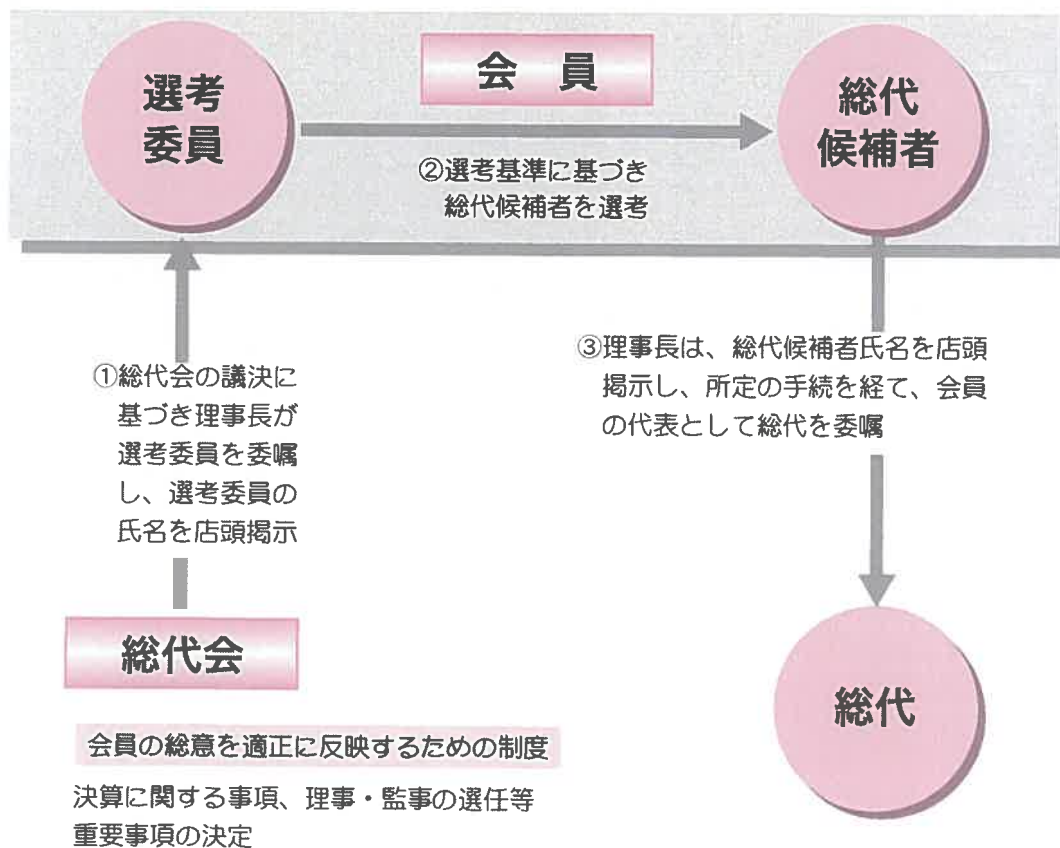 選考
委員
会 員
総代
候補者
②選考基準に基づき
総代候補者を選考
①総代会の議決に
基づき理事長が
選考委員を委嘱
し、選考委員の
氏名を店頭掲示
③理事長は、総代候補者氏名を店頭
掲示し、所定の手続を経て、会員
の代表として総代を委嘱
総代会
総代
会員の総意を適正に反映するための制度
決算に関する事項、理事・監事の選任等
重要事項の決定